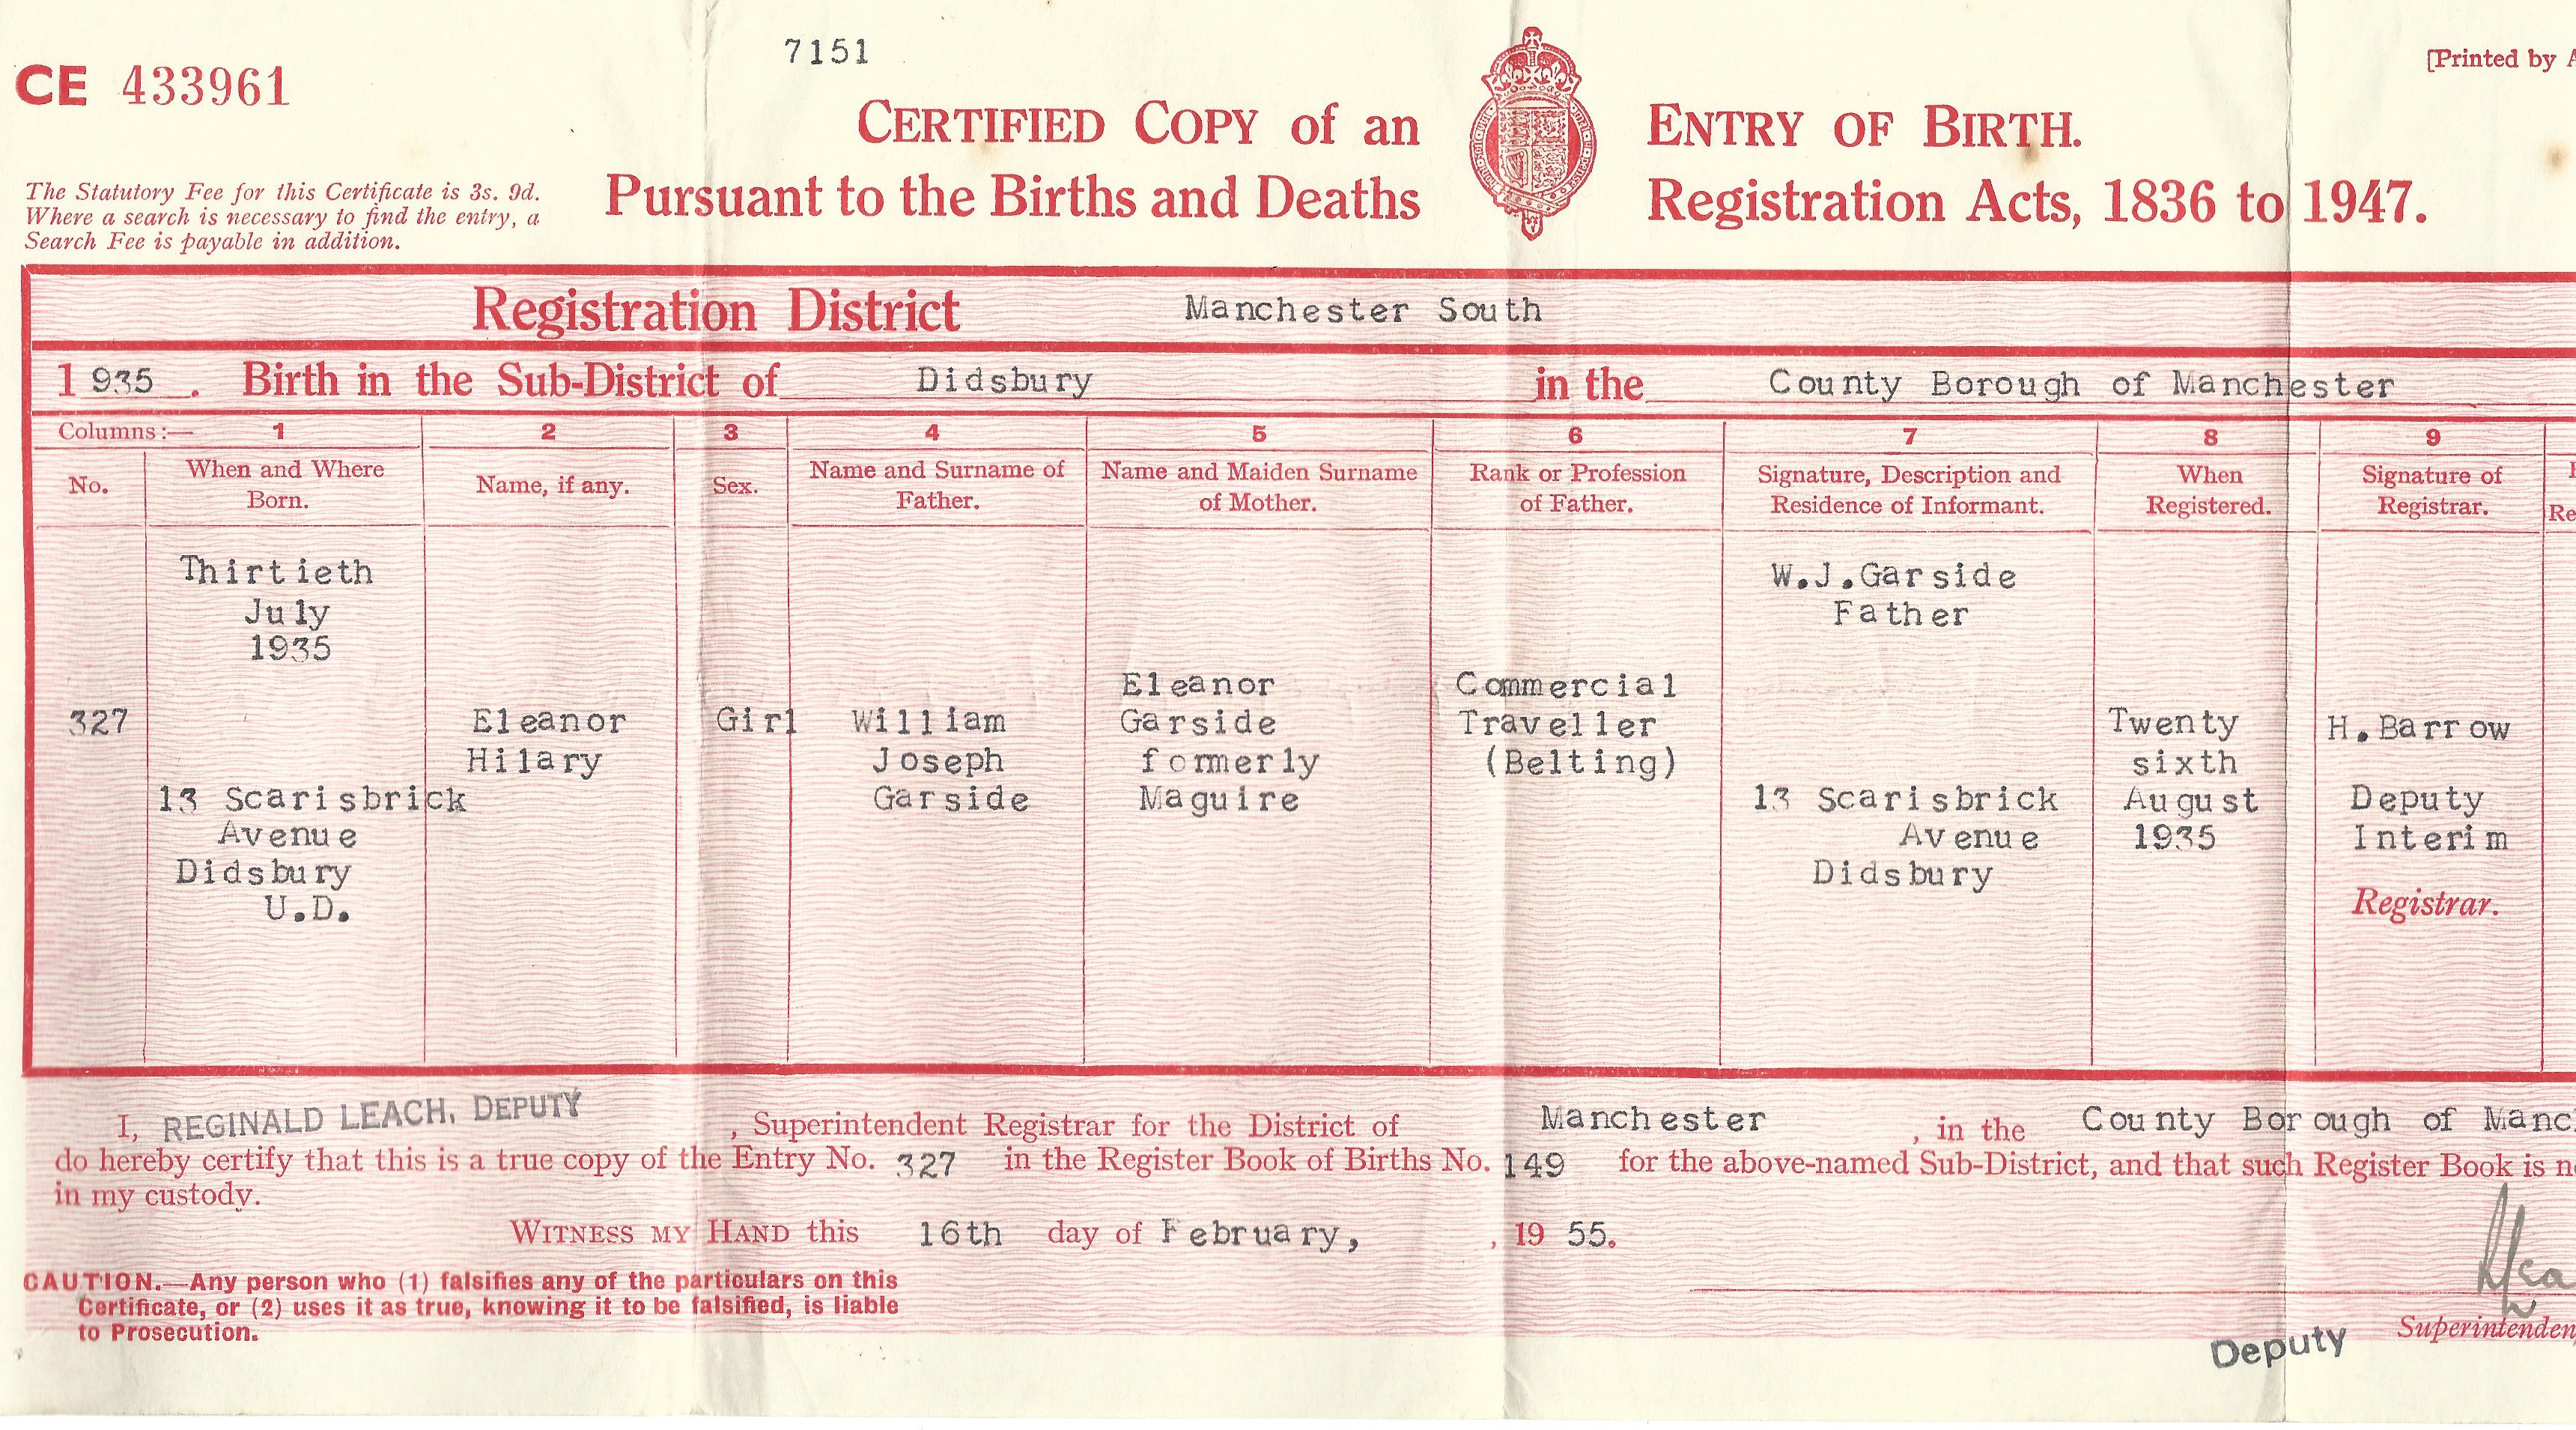 7151
CE 433961
[Printed by
CERTIFIED COPY of an ENTRY OF BIRTH.
Pursuant to the Births and Deaths Registration Acts, 1836 to 1947.
The Statutory Fee for this Certificate is 3s. 9d.
Where a search is necessary to find the entry, a
Search Fee is payable in addition.
Registration District Manchester South
1935. Birth in the Sub-District of Didsbury in the County Borough of Manchester
Columns:— 1 2 3 4 5 6 7 8 9
No.
When and Where
Born.
Name, if any.
Sex.
Name and Surname of
Father.
Name and Maiden Surname
of Mother.
Rank or Profession
of Father.
Signature, Description and
Residence of Informant.
When
Registered.
Signature of
Registrar.
327
Thirtieth
July
1935
13 Scarisbrick
Avenue
Didsbury
U.D.
Eleanor
Hilary
Girl
William
Joseph
Garside
Eleanor
Garside
formerly
Maguire
Commercial
Traveller
(Belting)
W.J.Garside
Father
13 Scarisbrick
Avenue
Didsbury
Twenty
sixth
August
1935
H.Barrow
Deputy
Interim
Registrar.
I, REGINALD LEACH, DEPUTY , Superintendent Registrar for the District of Manchester , in the County Borough of Manc
do hereby certify that this is a true copy of the Entry No. 327 in the Register Book of Births No. 149 for the above-named Sub-District, and that such Register Book is
in my custody.
WITNESS MY HAND this 16th day of February, , 19 55.
CAUTION.—Any person who (1) falsifies any of the particulars on this
Certificate, or (2) uses it as true, knowing it to be falsified, is liable
to Prosecution.
Deputy Superintenden